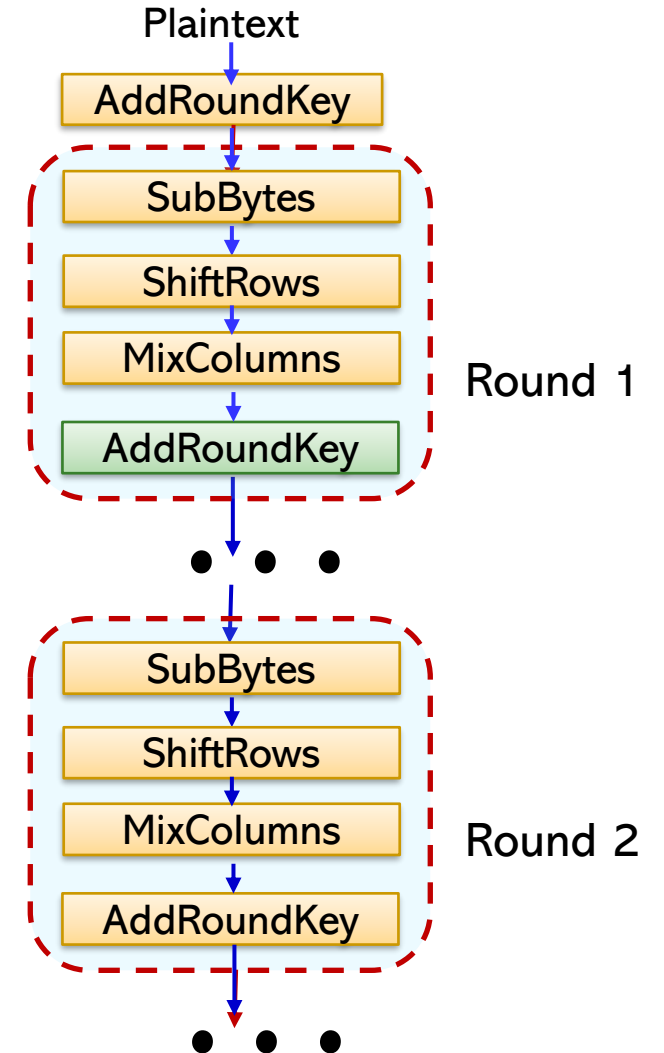 Plaintext
AddRoundKey
SubBytes
ShiftRows
MixColumns
Round 1
AddRoundKey
• • •
SubBytes
ShiftRows
MixColumns
Round 2
AddRoundKey
• • •